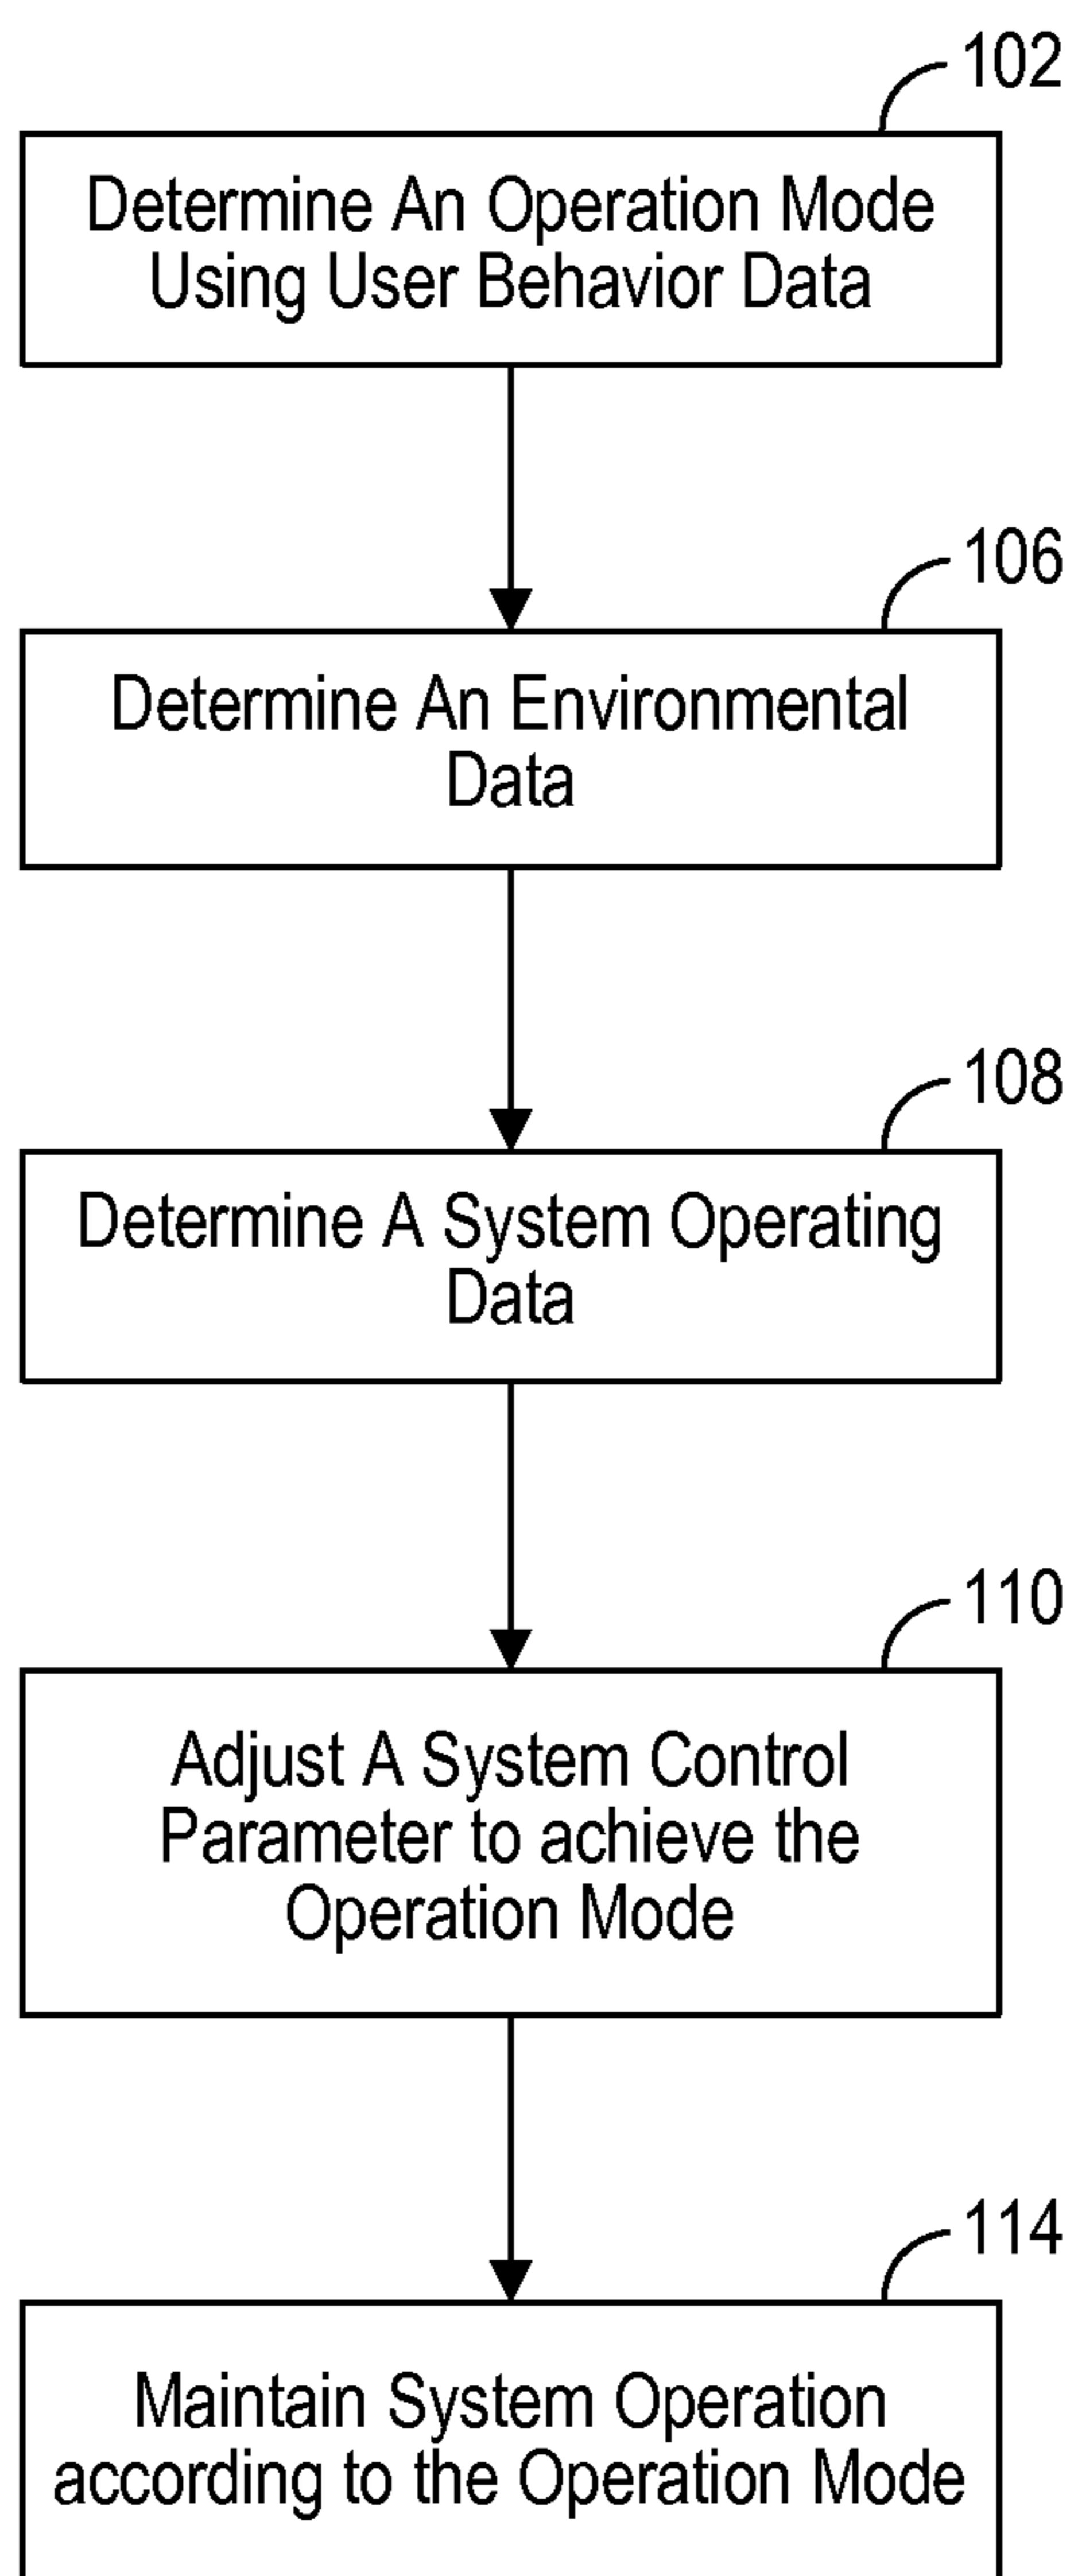 102
Determine An Operation Mode
Using User Behavior Data
106
Determine An Environmental
Data
108
Determine A System Operating
Data
110
Adjust A System Control
Parameter to achieve the
Operation Mode
114
Maintain System Operation
according to the Operation Mode